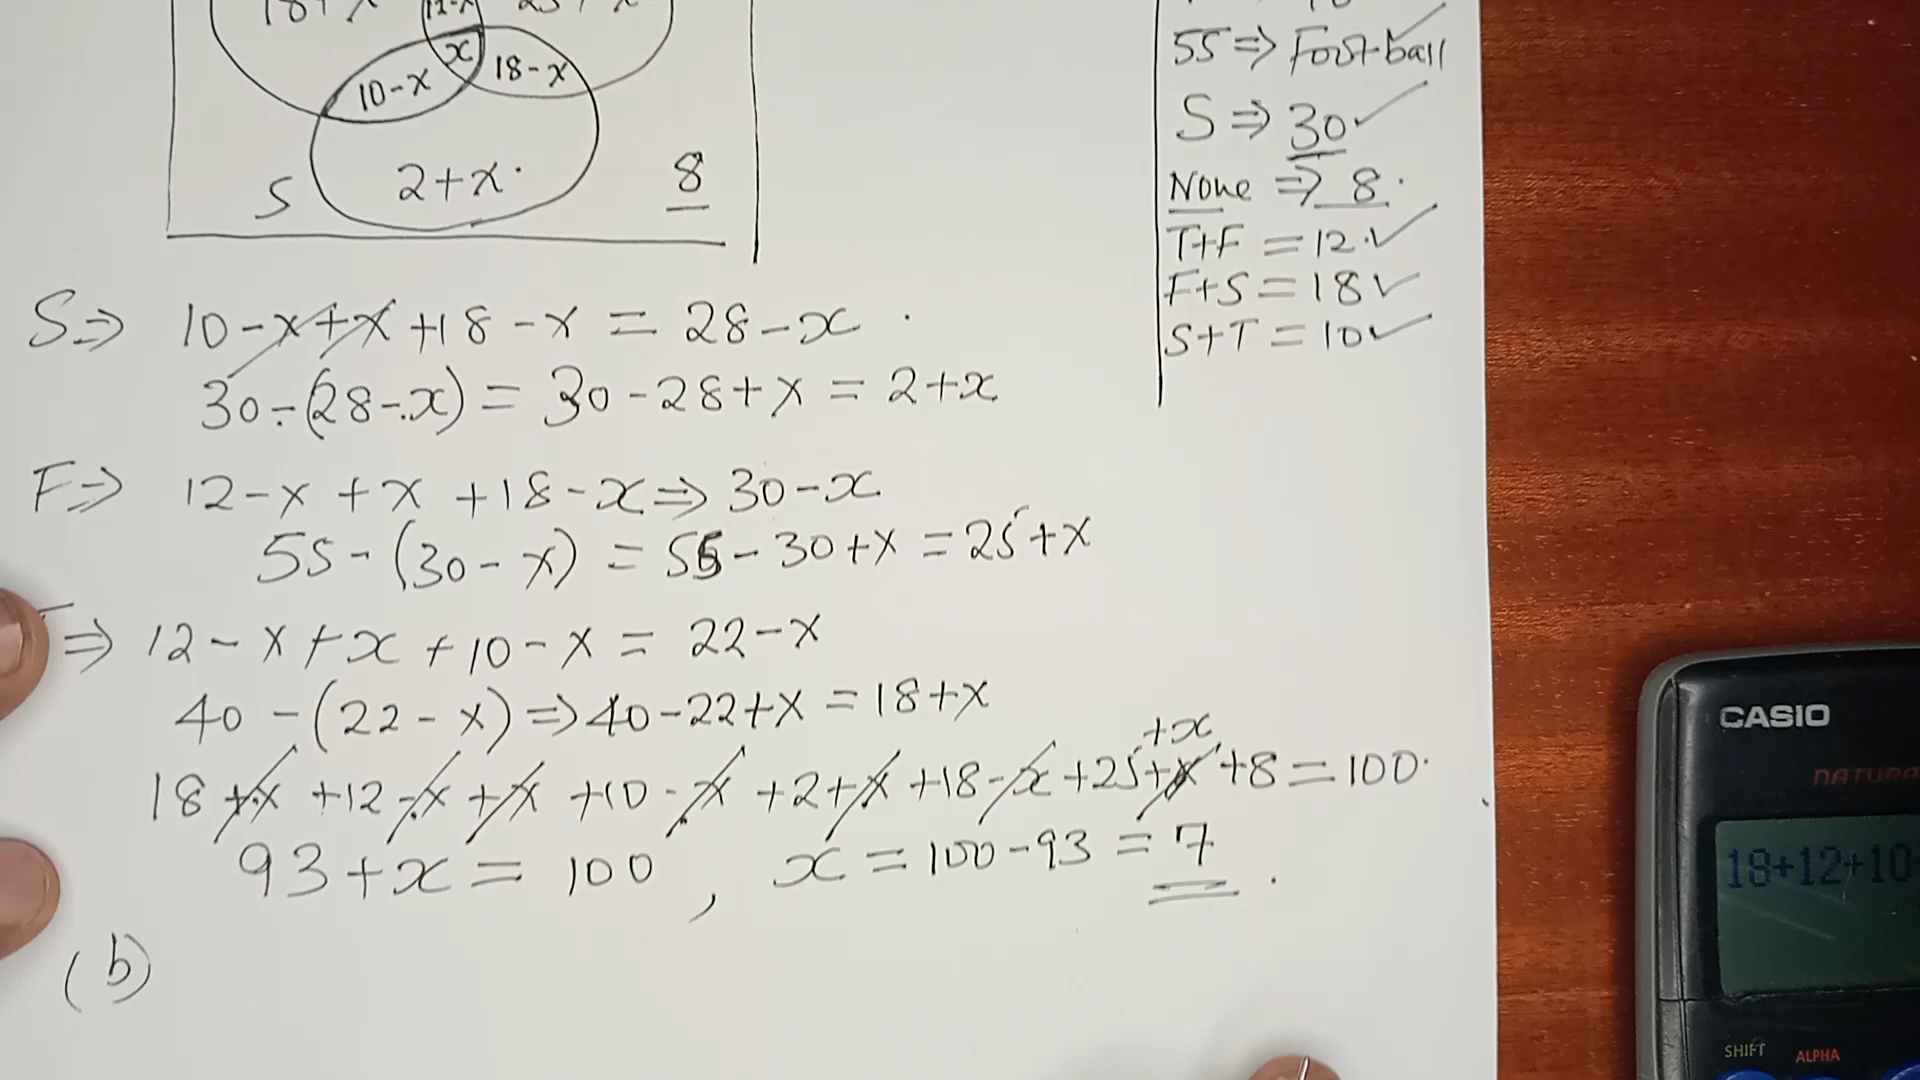 12-x
x
10-x
18-x
2+x.
S
8
55 ⇒ Football
S ⇒ 30 ✓
None ⇒ 8.
T+F = 12. ✓
F+S = 18 ✓
S+T = 10 ✓
S ⇒ 10-x+x+18-x = 28-x .
30-(28-x) = 30-28+x = 2+x
F ⇒ 12-x+x+18-x ⇒ 30-x
55-(30-x) = 55-30+x = 25+x
⇒ 12-x+x+10-x = 22-x
40-(22-x) ⇒ 40-22+x = 18+x
+x
18+x+12-x+x+10-x+2+x+18-x+25+x+8 = 100.
93+x = 100 , x = 100-93 = 7 .
(b)
CASIO
18+12+10
SHIFT ALPHA